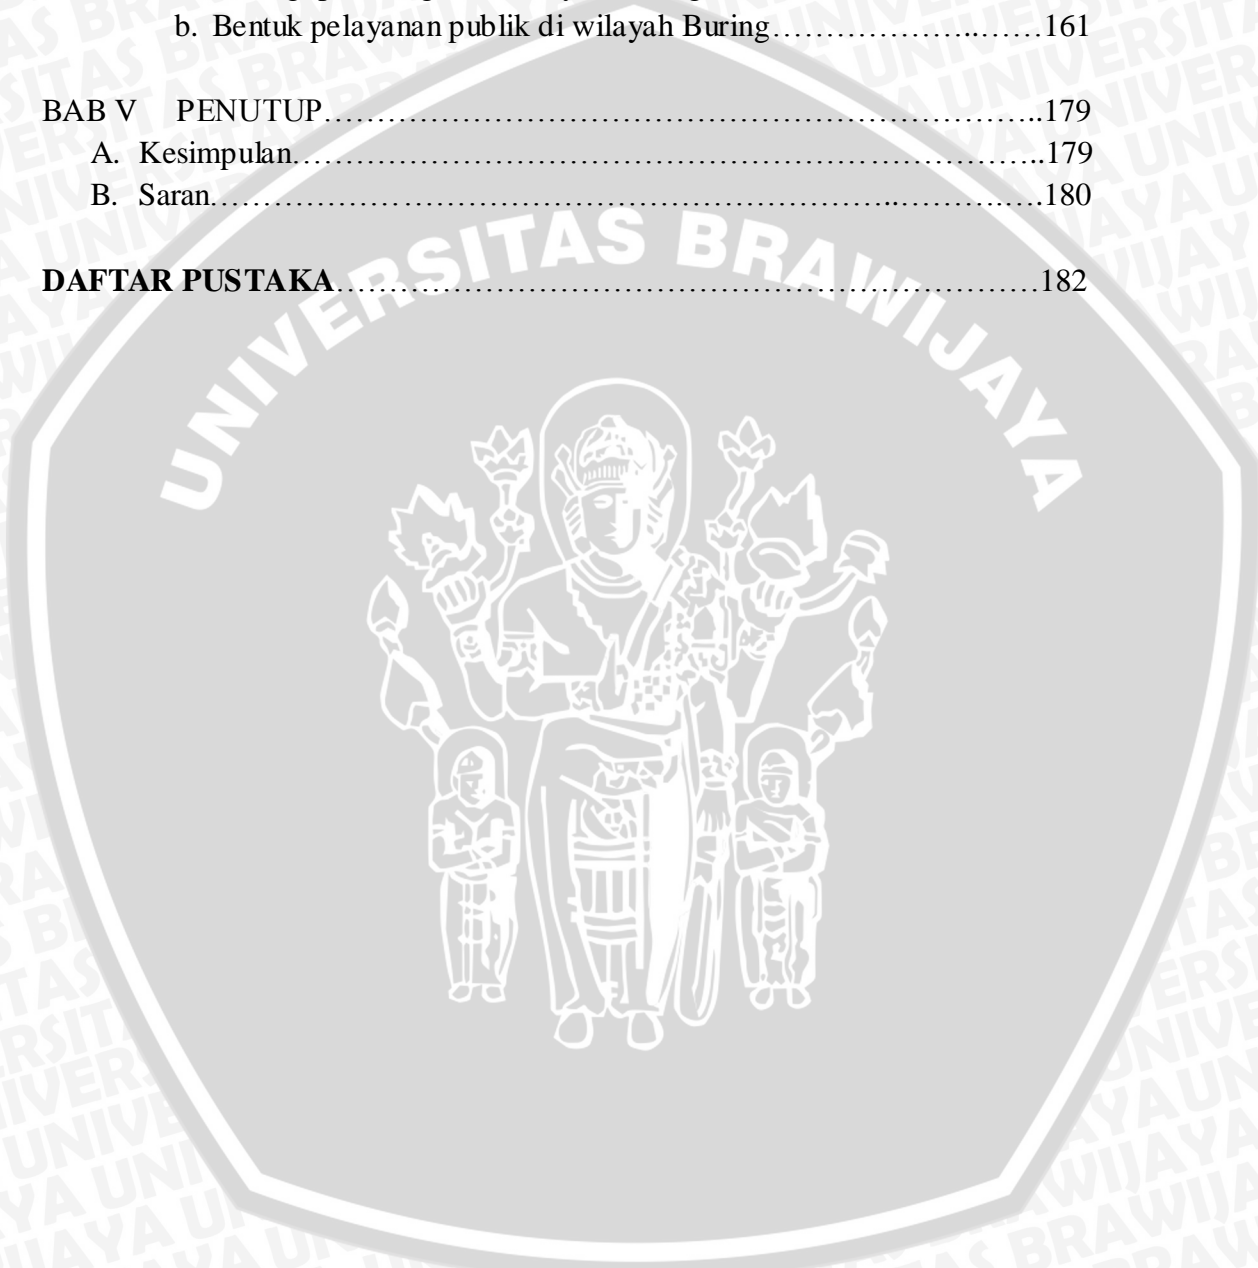 b. Bentuk pelayanan publik di wilayah Buring………………..……161
BAB V PENUTUP…………………………………………………………..179
A. Kesimpulan……………………………………………………………..179
B. Saran………………………………………………………..………….180
DAFTAR PUSTAKA…………………………………………………………182
UNIVERSITAS BRAWIJAYA